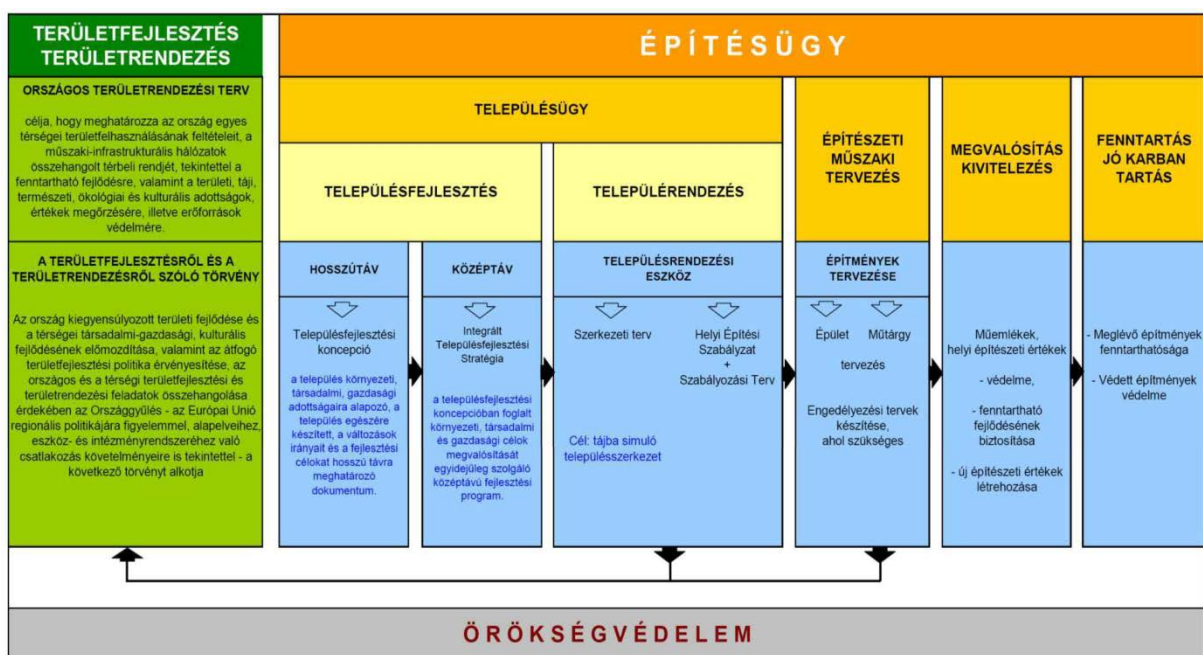 TERÜLETFEJLESZTÉS
TERÜLETRENDEZÉS
ÉPÍTÉSÜGY
ORSZÁGOS TERÜLETRENDEZÉSI TERV
célja, hogy meghatározza az ország egyes
térségei területfelhasználásának feltételeit, a
műszaki-infrastrukturális hálózatok
összehangolt térbeli rendjét, tekintettel a
fenntartható fejlődésre, valamint a területi, táji,
természeti, ökológiai és kulturális adottságok,
értékek megőrzésére, illetve erőforrások
védelmére.
TELEPÜLÉSÜGY
TELEPÜLÉSFEJLESZTÉS
TELEPÜLÉRENDEZÉS
ÉPÍTÉSZETI
MŰSZAKI
TERVEZÉS
MEGVALÓSÍTÁS
KIVITELEZÉS
FENNTARTÁS
JÓ KARBAN
TARTÁS
A TERÜLETFEJLESZTÉSRŐL ÉS A
TERÜLETRENDEZÉSRŐL SZÓLÓ TÖRVÉNY
Az ország kiegyensúlyozott területi fejlődése és
a térségei társadalmi-gazdasági, kulturális
fejlődésének előmozdítása, valamint az átfogó
területfejlesztési politika érvényesítése, az
országos és a térségi területfejlesztési és
területrendezési feladatok összehangolása
érdekében az Országgyűlés - az Európai Unió
regionális politikájára figyelemmel, alapelveihez,
eszköz- és intézményrendszeréhez való
csatlakozás követelményeire is tekintettel - a
következő törvényt alkotja
HOSSZÚTÁV
Településfejlesztési
koncepció
a település környezeti,
társadalmi, gazdasági
adottságaira alapozó, a
település egészére
készített, a változások
irányait és a fejlesztési
célokat hosszú távra
meghatározó
dokumentum.
KÖZÉPTÁV
Integrált
Településfejlesztési
Stratégia
a településfejlesztési
koncepcióban foglalt
környezeti, társadalmi
és gazdasági célok
megvalósítását
egyidejűleg szolgáló
középtávú fejlesztési
program.
TELEPÜLÉSRENDEZÉSI
ESZKÖZ
Szerkezeti terv
Helyi Építési
Szabályzat
+
Szabályozási Terv
Cél: tájba simuló
településszerkezet
ÉPÍTMÉNYEK
TERVEZÉSE
Épület Műtárgy
tervezés
Engedélyezési tervek
készítése,
ahol szükséges
Műemlékek,
helyi építészeti értékek
- védelme,
- fenntartható
fejlődésének
biztosítása
- új építészeti értékek
létrehozása
- Meglévő építmények
fenntarthatósága
- Védett építmények
védelme
ÖRÖKSÉGVÉDELEM